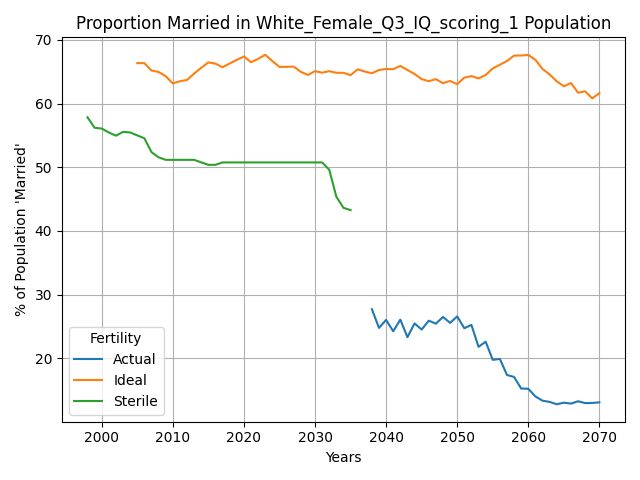 Proportion Married in White_Female_Q3_IQ_scoring_1 Population
% of Population 'Married'
70
60
50
40
30
20
Fertility
Actual
Ideal
Sterile
2000 2010 2020 2030 2040 2050 2060 2070
Years